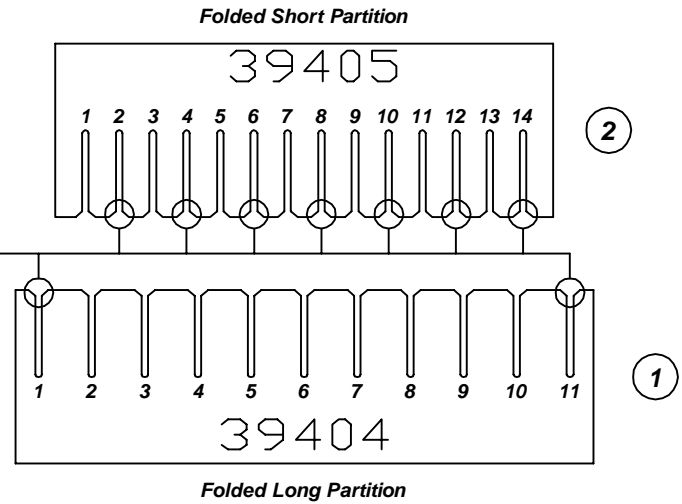 Folded Short Partition
39405
1 2 3 4 5 6 7 8 9 10 11 12 13 14
2
1 2 3 4 5 6 7 8 9 10 11
1
39404
Folded Long Partition